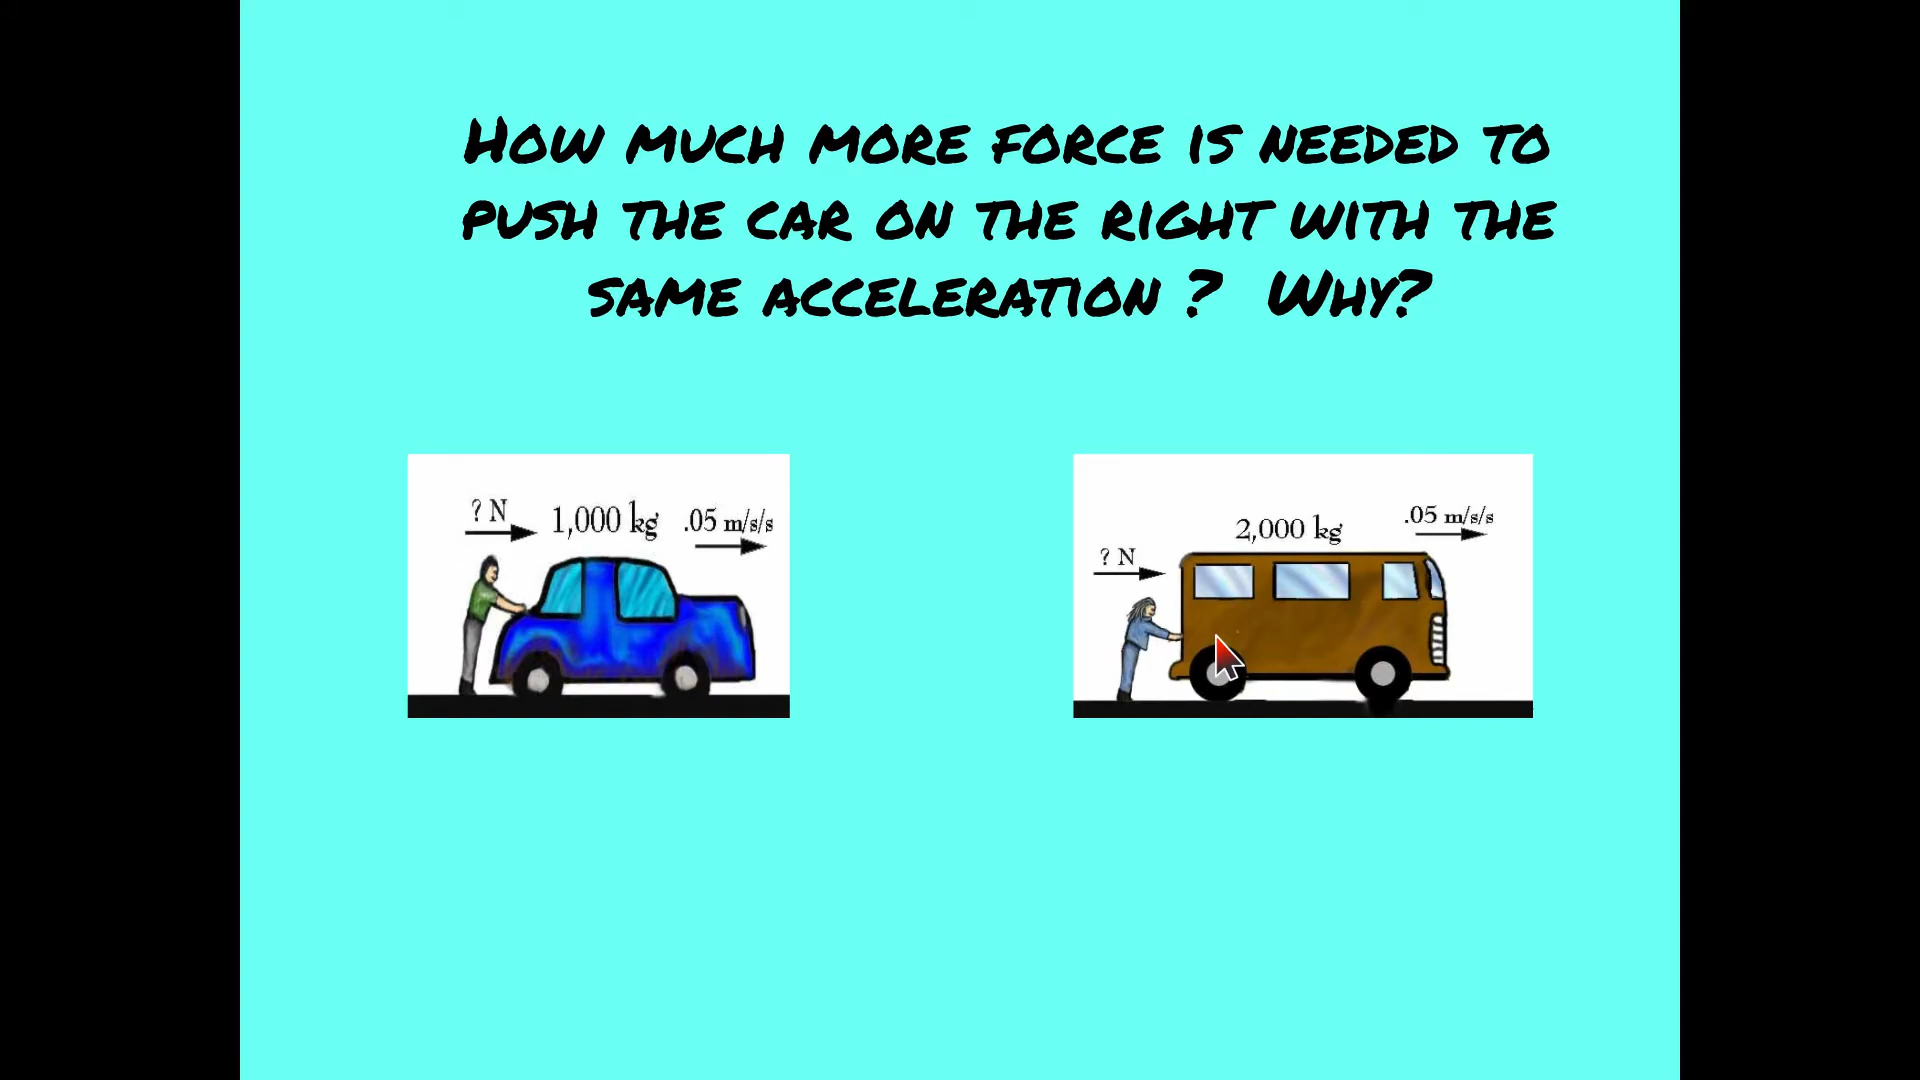 How much more force is needed to
push the car on the right with the
same acceleration ?  Why?
? N 1,000 kg .05 m/s/s
2,000 kg .05 m/s/s
? N